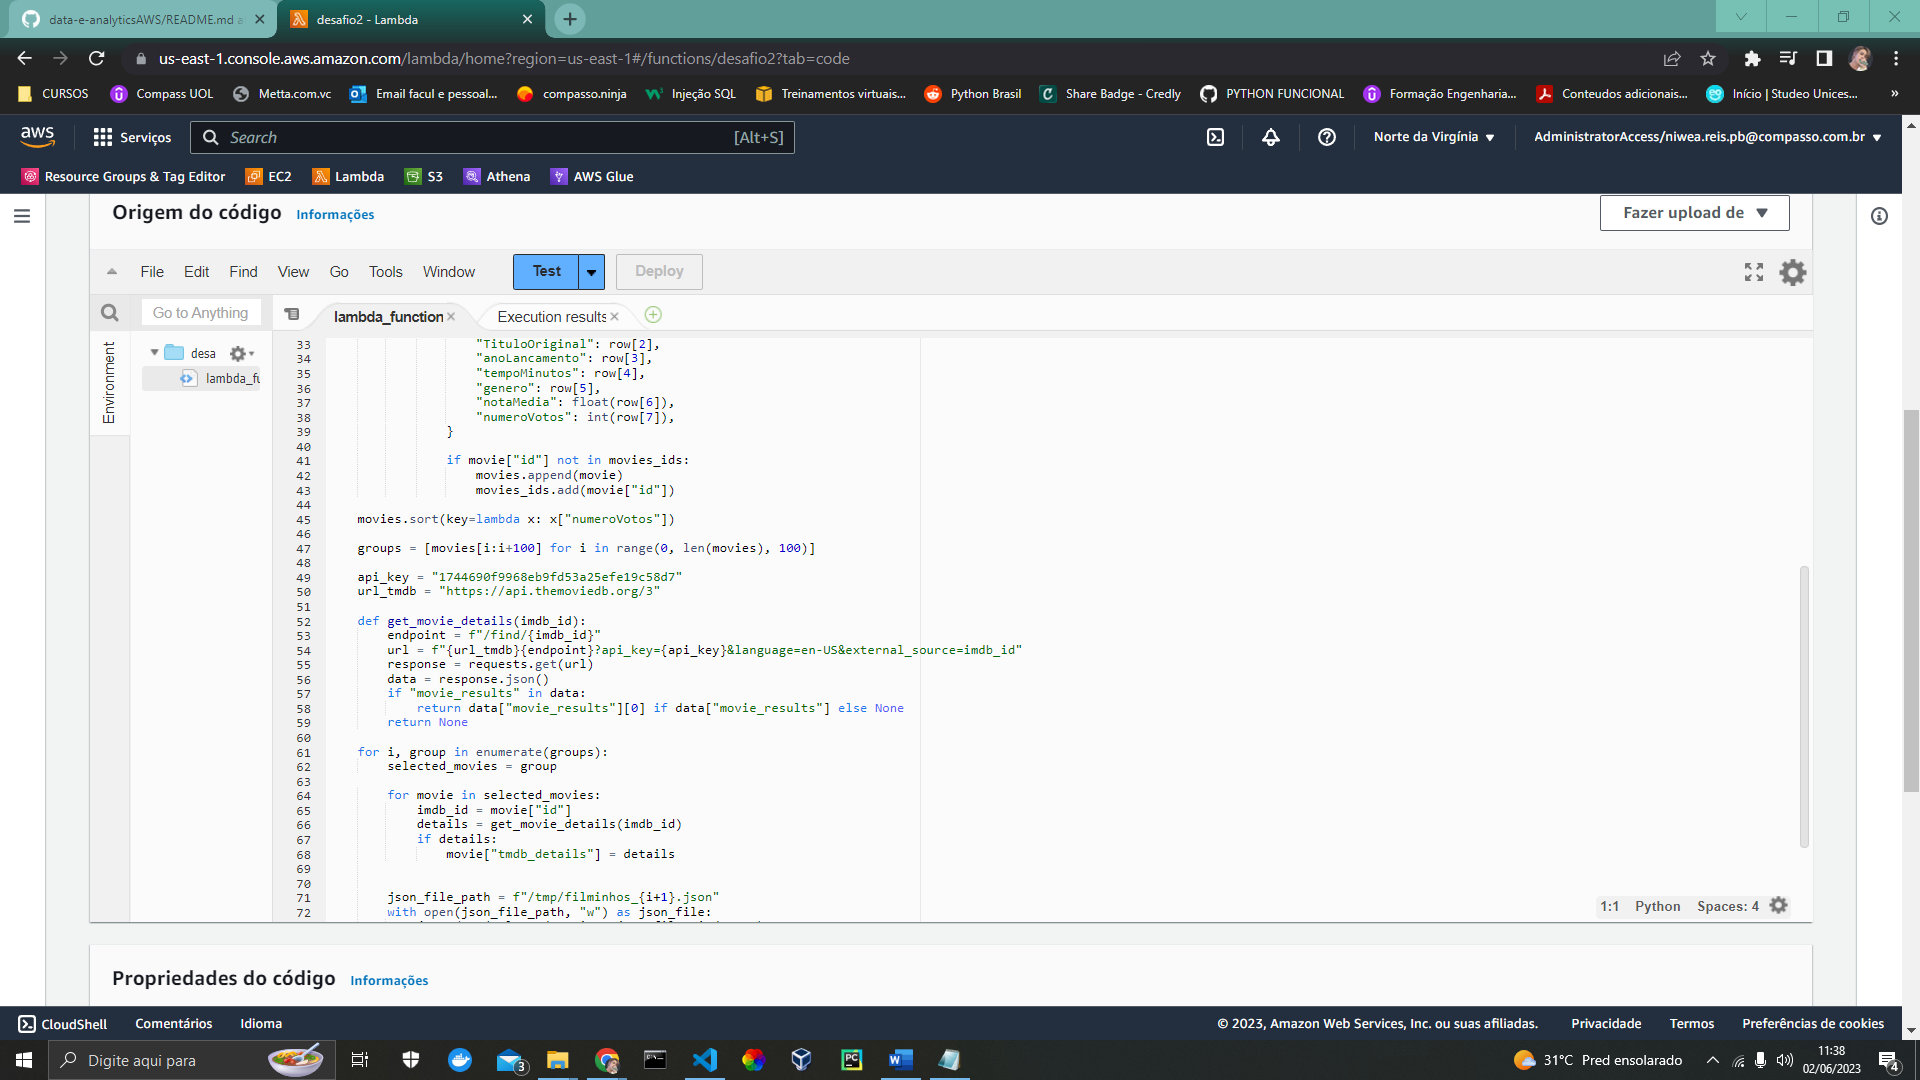 data-e-analyticsAWS/README.md a
desafio2 - Lambda
us-east-1.console.aws.amazon.com/lambda/home?region=us-east-1#/functions/desafio2?tab=code
CURSOS
Compass UOL
Metta.com.vc
Email facul e pessoal...
compasso.ninja
Injeção SQL
Treinamentos virtuais...
Python Brasil
Share Badge - Credly
PYTHON FUNCIONAL
Formação Engenharia...
Conteudos adicionais...
Início | Studeo Unices...
»
aws
Serviços
Search
[Alt+S]
Norte da Virgínia
AdministratorAccess/niwea.reis.pb@compasso.com.br
Resource Groups & Tag Editor
EC2
Lambda
S3
Athena
AWS Glue
Origem do código
Informações
Fazer upload de
File
Edit
Find
View
Go
Tools
Window
Test
Deploy
Go to Anything
lambda_function
Execution results
Environment
desa
lambda_fu
33 "TituloOriginal": row[2],
34 "anoLancamento": row[3],
35 "tempoMinutos": row[4],
36 "genero": row[5],
37 "notaMedia": float(row[6]),
38 "numeroVotos": int(row[7]),
39 }
40
41 if movie["id"] not in movies_ids:
42 movies.append(movie)
43 movies_ids.add(movie["id"])
44
45 movies.sort(key=lambda x: x["numeroVotos"])
46
47 groups = [movies[i:i+100] for i in range(0, len(movies), 100)]
48
49 api_key = "1744690f9968eb9fd53a25efe19c58d7"
50 url_tmdb = "https://api.themoviedb.org/3"
51
52 def get_movie_details(imdb_id):
53 endpoint = f"/find/{imdb_id}"
54 url = f"{url_tmdb}{endpoint}?api_key={api_key}&language=en-US&external_source=imdb_id"
55 response = requests.get(url)
56 data = response.json()
57 if "movie_results" in data:
58 return data["movie_results"][0] if data["movie_results"] else None
59 return None
60
61 for i, group in enumerate(groups):
62 selected_movies = group
63
64 for movie in selected_movies:
65 imdb_id = movie["id"]
66 details = get_movie_details(imdb_id)
67 if details:
68 movie["tmdb_details"] = details
69
70
71 json_file_path = f"/tmp/filminhos_{i+1}.json"
72 with open(json_file_path, "w") as json_file:
1:1
Python
Spaces: 4
Propriedades do código
Informações
CloudShell
Comentários
Idioma
© 2023, Amazon Web Services, Inc. ou suas afiliadas.
Privacidade
Termos
Preferências de cookies
Digite aqui para
3
31°C Pred ensolarado
11:38
02/06/2023
4